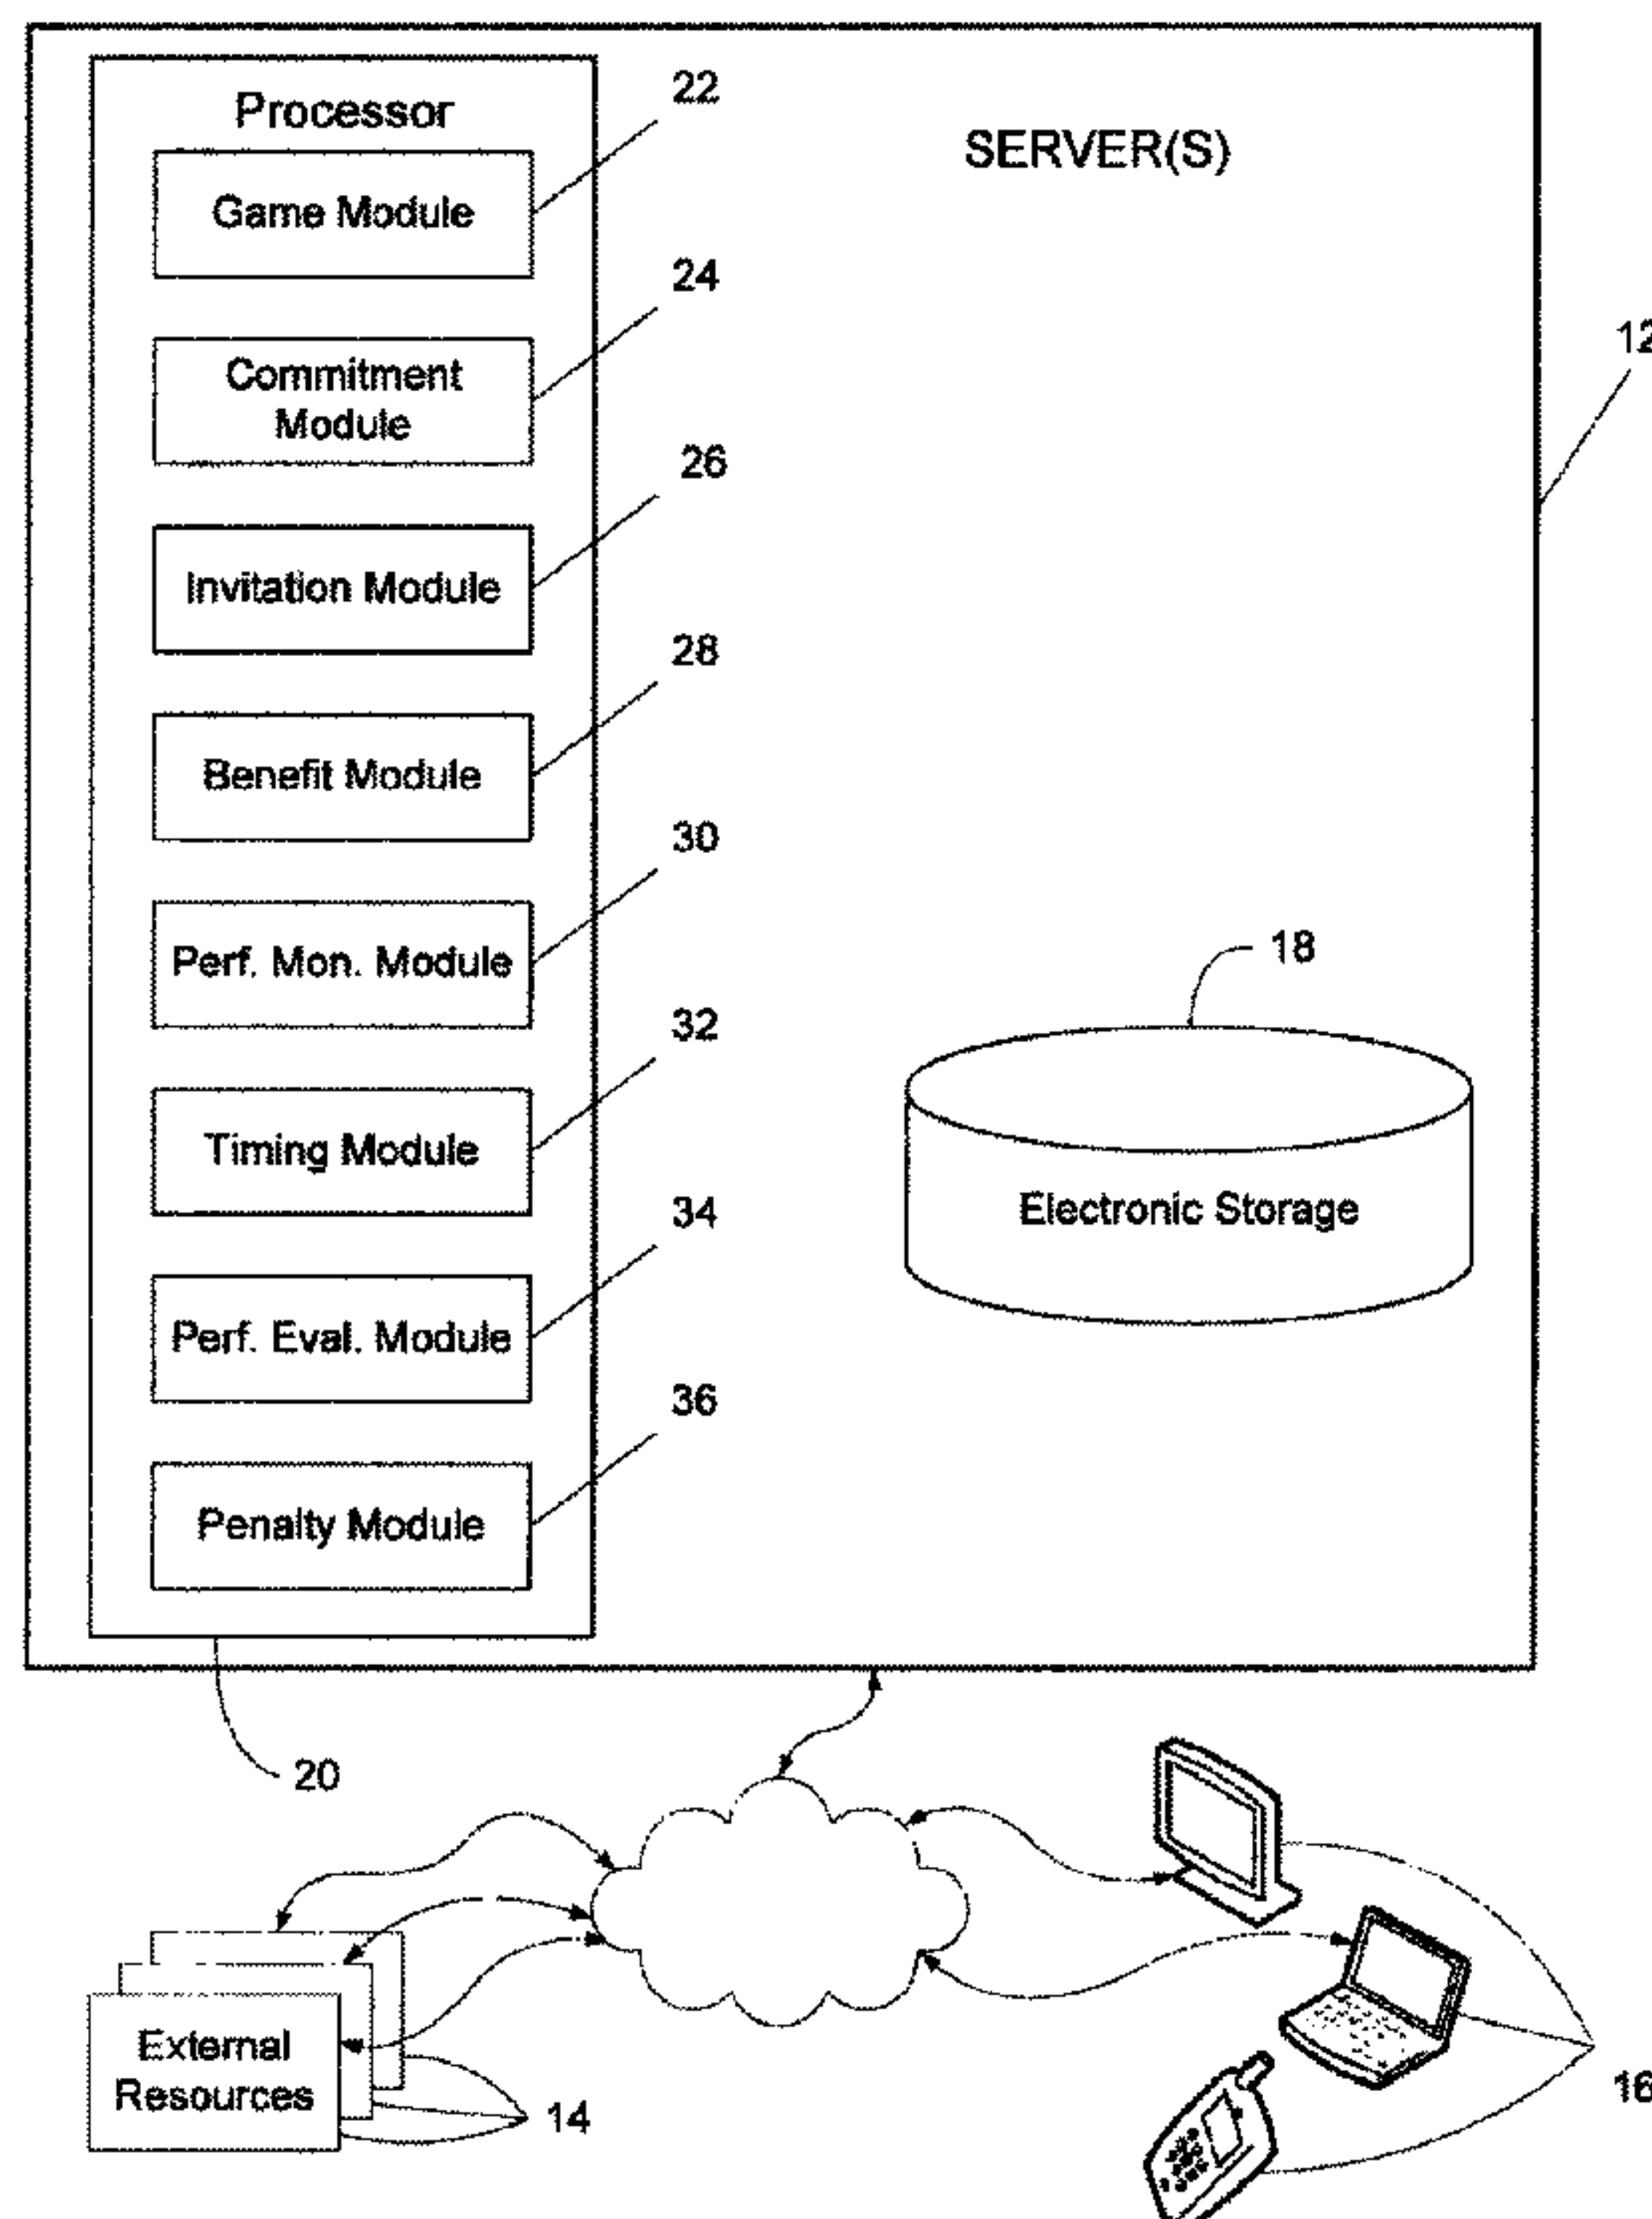 Processor
22
SERVER(S)
Game Module
24
Commitment
Module
12
26
Invitation Module
28
Benefit Module
30
Perf. Mon. Module
18
32
Timing Module
Electronic Storage
34
Perf. Eval. Module
36
Penalty Module
20
External
Resources
14
16